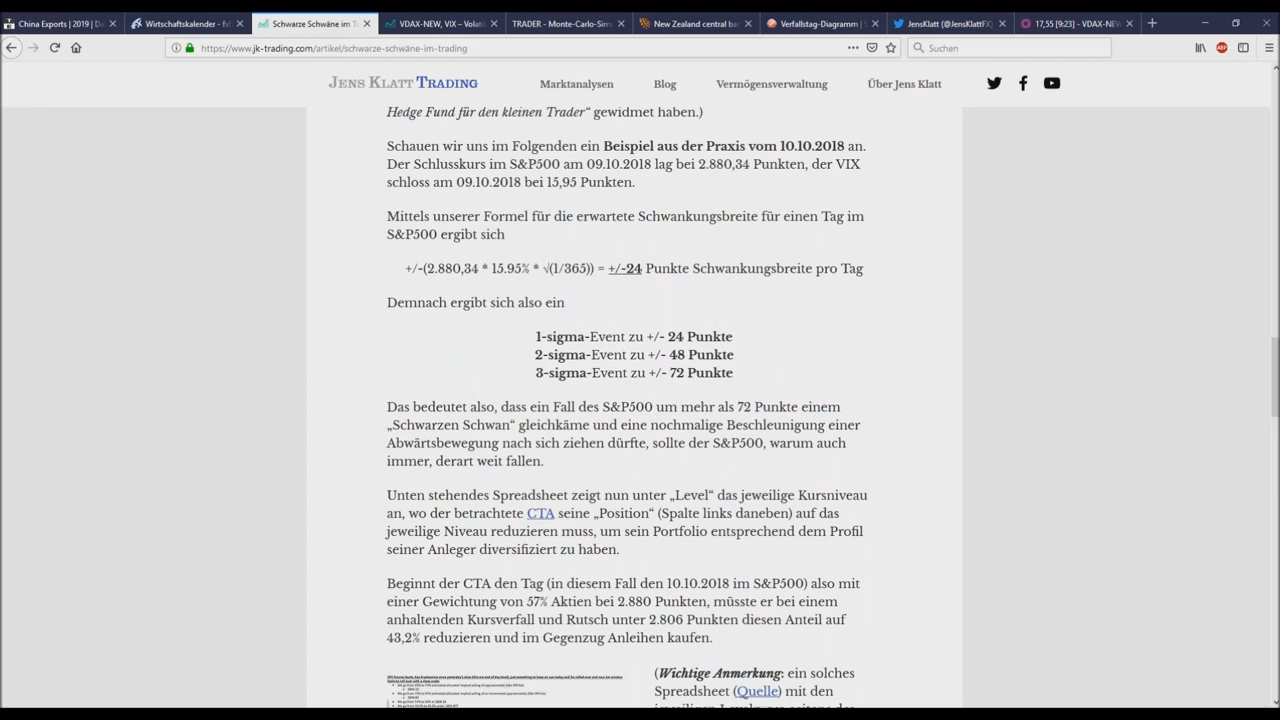 China Exports | 2019 | Da
Wirtschaftskalender - fx
Schwarze Schwäne im T
VDAX-NEW, VIX – Volati
TRADER - Monte-Carlo-Sim
New Zealand central ba
Verfallstag-Diagramm |
JensKlatt (@JensKlattFX)
17,55 [9:23] - VDAX-NEW
https://www.jk-trading.com/artikel/schwarze-schwäne-im-trading
Suchen
JENS KLATT TRADING
Marktanalysen
Blog
Vermögensverwaltung
Über Jens Klatt
Hedge Fund für den kleinen Trader“ gewidmet haben.)
Schauen wir uns im Folgenden ein Beispiel aus der Praxis vom 10.10.2018 an.
Der Schlusskurs im S&P500 am 09.10.2018 lag bei 2.880,34 Punkten, der VIX
schloss am 09.10.2018 bei 15,95 Punkten.
Mittels unserer Formel für die erwartete Schwankungsbreite für einen Tag im
S&P500 ergibt sich
+/-(2.880,34 * 15.95% * √(1/365)) = +/-24 Punkte Schwankungsbreite pro Tag
Demnach ergibt sich also ein
1-sigma-Event zu +/- 24 Punkte
2-sigma-Event zu +/- 48 Punkte
3-sigma-Event zu +/- 72 Punkte
Das bedeutet also, dass ein Fall des S&P500 um mehr als 72 Punkte einem
„Schwarzen Schwan“ gleichkäme und eine nochmalige Beschleunigung einer
Abwärtsbewegung nach sich ziehen dürfte, sollte der S&P500, warum auch
immer, derart weit fallen.
Unten stehendes Spreadsheet zeigt nun unter „Level“ das jeweilige Kursniveau
an, wo der betrachtete CTA seine „Position“ (Spalte links daneben) auf das
jeweilige Niveau reduzieren muss, um sein Portfolio entsprechend dem Profil
seiner Anleger diversifiziert zu haben.
Beginnt der CTA den Tag (in diesem Fall den 10.10.2018 im S&P500) also mit
einer Gewichtung von 57% Aktien bei 2.880 Punkten, müsste er bei einem
anhaltenden Kursverfall und Rutsch unter 2.806 Punkten diesen Anteil auf
43,2% reduzieren und im Gegenzug Anleihen kaufen.
(Wichtige Anmerkung: ein solches
Spreadsheet (Quelle) mit den